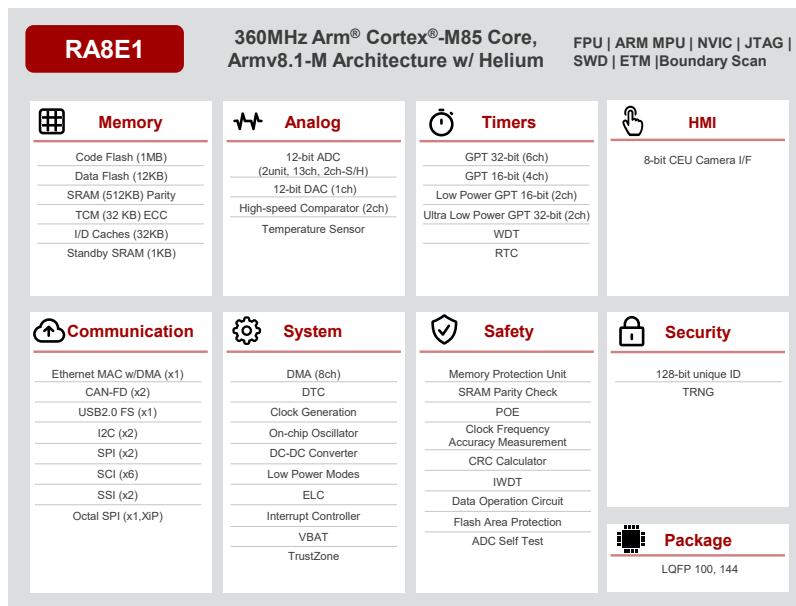 RA8E1
360MHz Arm® Cortex®-M85 Core,
Armv8.1-M Architecture w/ Helium
FPU | ARM MPU | NVIC | JTAG |
SWD | ETM |Boundary Scan
Memory
Code Flash (1MB)
Data Flash (12KB)
SRAM (512KB) Parity
TCM (32 KB) ECC
I/D Caches (32KB)
Standby SRAM (1KB)
Analog
12-bit ADC
(2unit, 13ch, 2ch-S/H)
12-bit DAC (1ch)
High-speed Comparator (2ch)
Temperature Sensor
Timers
GPT 32-bit (6ch)
GPT 16-bit (4ch)
Low Power GPT 16-bit (2ch)
Ultra Low Power GPT 32-bit (2ch)
WDT
RTC
HMI
8-bit CEU Camera I/F
Communication
Ethernet MAC w/DMA (x1)
CAN-FD (x2)
USB2.0 FS (x1)
I2C (x2)
SPI (x2)
SCI (x6)
SSI (x2)
Octal SPI (x1,XiP)
System
DMA (8ch)
DTC
Clock Generation
On-chip Oscillator
DC-DC Converter
Low Power Modes
ELC
Interrupt Controller
VBAT
TrustZone
Safety
Memory Protection Unit
SRAM Parity Check
POE
Clock Frequency
Accuracy Measurement
CRC Calculator
IWDT
Data Operation Circuit
Flash Area Protection
ADC Self Test
Security
128-bit unique ID
TRNG
Package
LQFP 100, 144